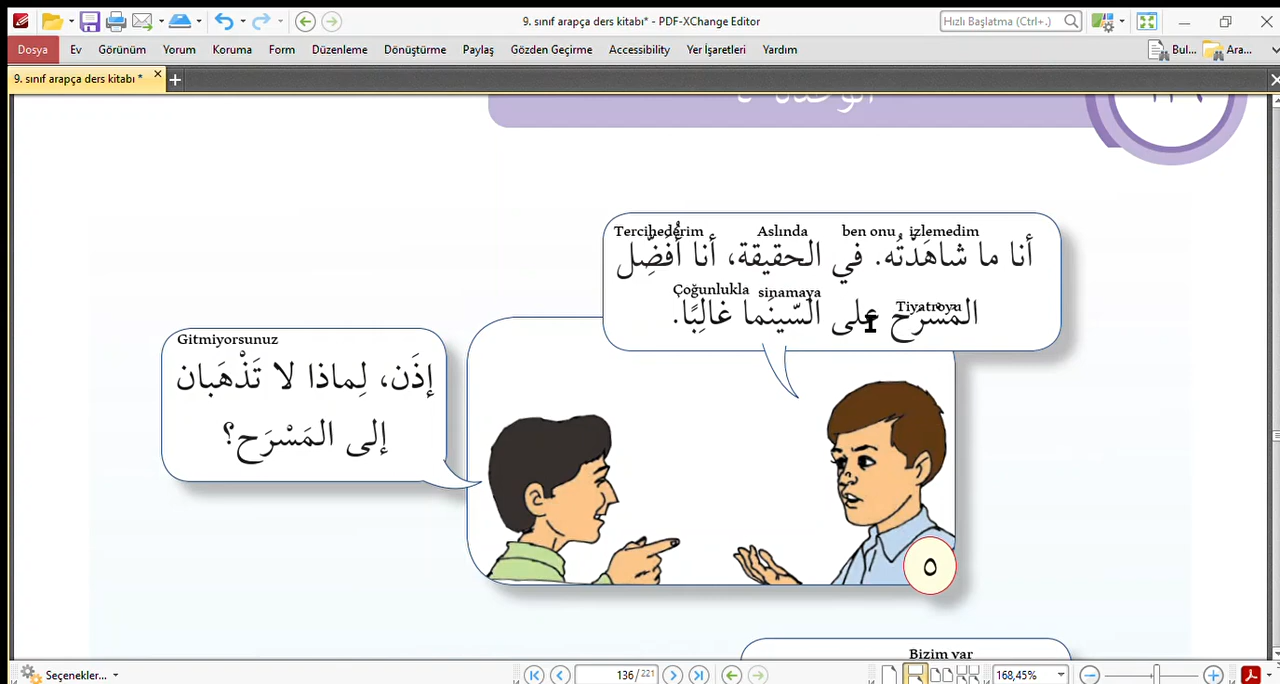 9. sınıf arapça ders kitabı* - PDF-XChange Editor
Hızlı Başlatma (Ctrl+.)
Dosya Ev Görünüm Yorum Koruma Form Düzenleme Dönüştürme Paylaş Gözden Geçirme Accessibility Yer İşaretleri Yardım Bul... Ara...
9. sınıf arapça ders kitabı *
Tercihederim Aslında ben onu izlemedim
أنا ما شاهَدْتُه. في الحقيقة، أنا أُفَضِّل
Çoğunlukla sinamaya Tiyatroyu
المَسْرَح على السّينَما غالِبًا.
Gitmiyorsunuz
إذَن، لِماذا لا تَذْهَبان
إلى المَسْرَح؟
٥
Bizim var
Seçenekler...
136 / 221
168,45%